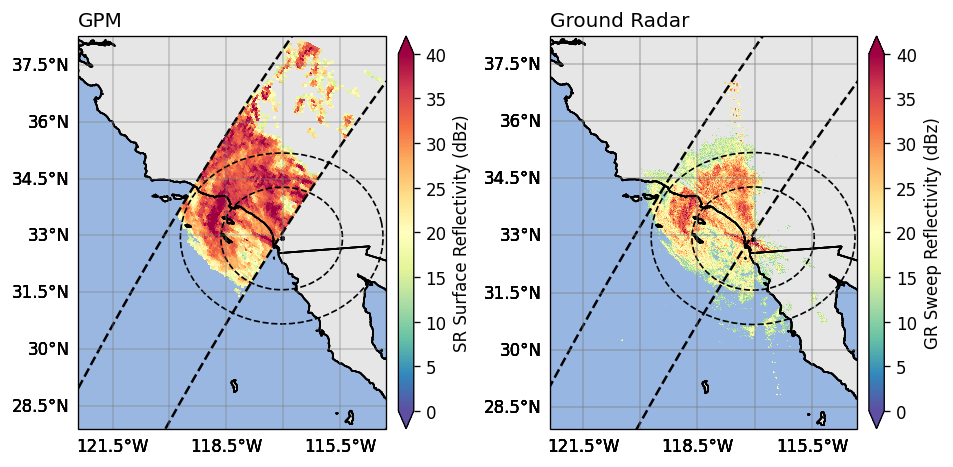 GPM
37.5°N
36°N
34.5°N
33°N
31.5°N
30°N
28.5°N
121.5°W
118.5°W
115.5°W
40
35
30
25
20
15
10
5
0
SR Surface Reflectivity (dBz)
Ground Radar
37.5°N
36°N
34.5°N
33°N
31.5°N
30°N
28.5°N
121.5°W
118.5°W
115.5°W
40
35
30
25
20
15
10
5
0
GR Sweep Reflectivity (dBz)